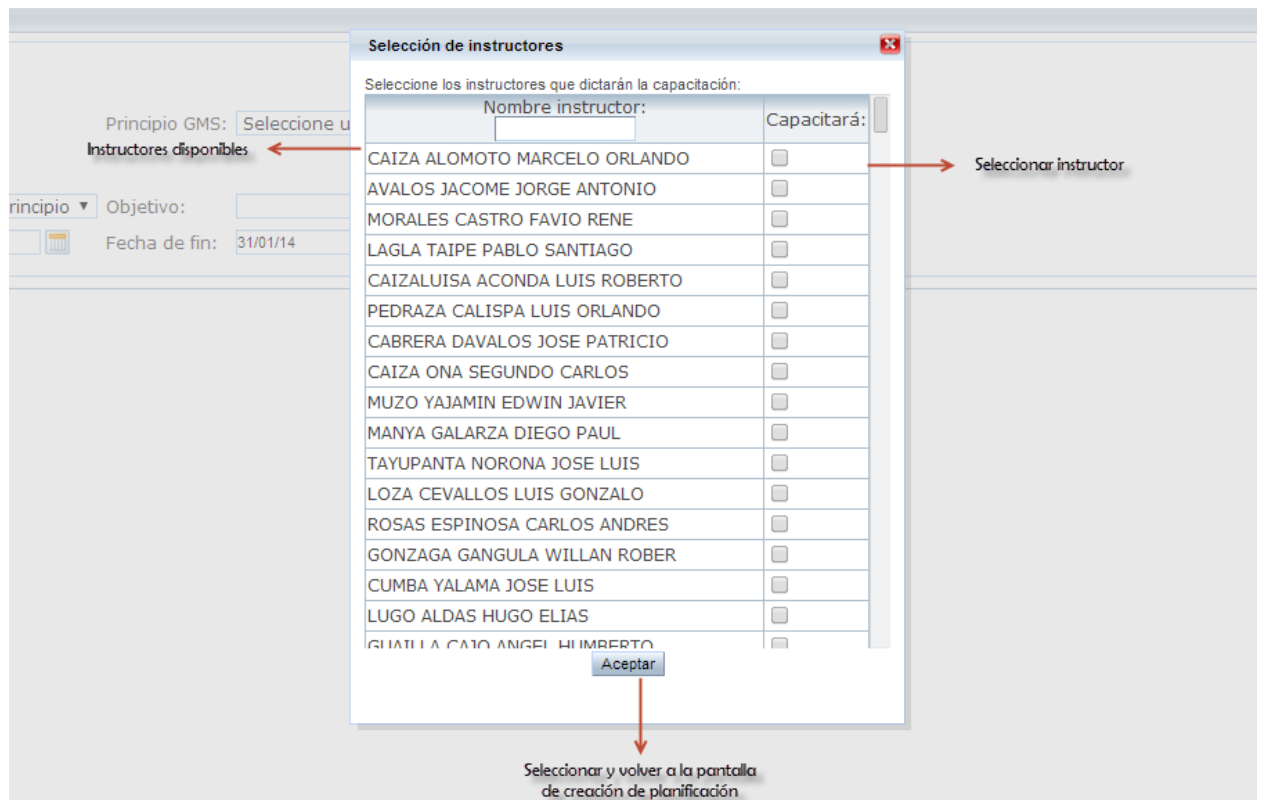 Selección de instructores
Seleccione los instructores que dictarán la capacitación:
Nombre instructor:
Capacitará:
Principio GMS: Seleccione u
Instructores disponibles
Seleccionar instructor
CAIZA ALOMOTO MARCELO ORLANDO
AVALOS JACOME JORGE ANTONIO
rincipio Objetivo:
MORALES CASTRO FAVIO RENE
Fecha de fin: 31/01/14
LAGLA TAIPE PABLO SANTIAGO
CAIZALUISA ACONDA LUIS ROBERTO
PEDRAZA CALISPA LUIS ORLANDO
CABRERA DAVALOS JOSE PATRICIO
CAIZA ONA SEGUNDO CARLOS
MUZO YAJAMIN EDWIN JAVIER
MANYA GALARZA DIEGO PAUL
TAYUPANTA NORONA JOSE LUIS
LOZA CEVALLOS LUIS GONZALO
ROSAS ESPINOSA CARLOS ANDRES
GONZAGA GANGULA WILLAN ROBER
CUMBA YALAMA JOSE LUIS
LUGO ALDAS HUGO ELIAS
GUAILLA CAJO ANGEL HUMBERTO
Aceptar
Seleccionar y volver a la pantalla
de creación de planificación